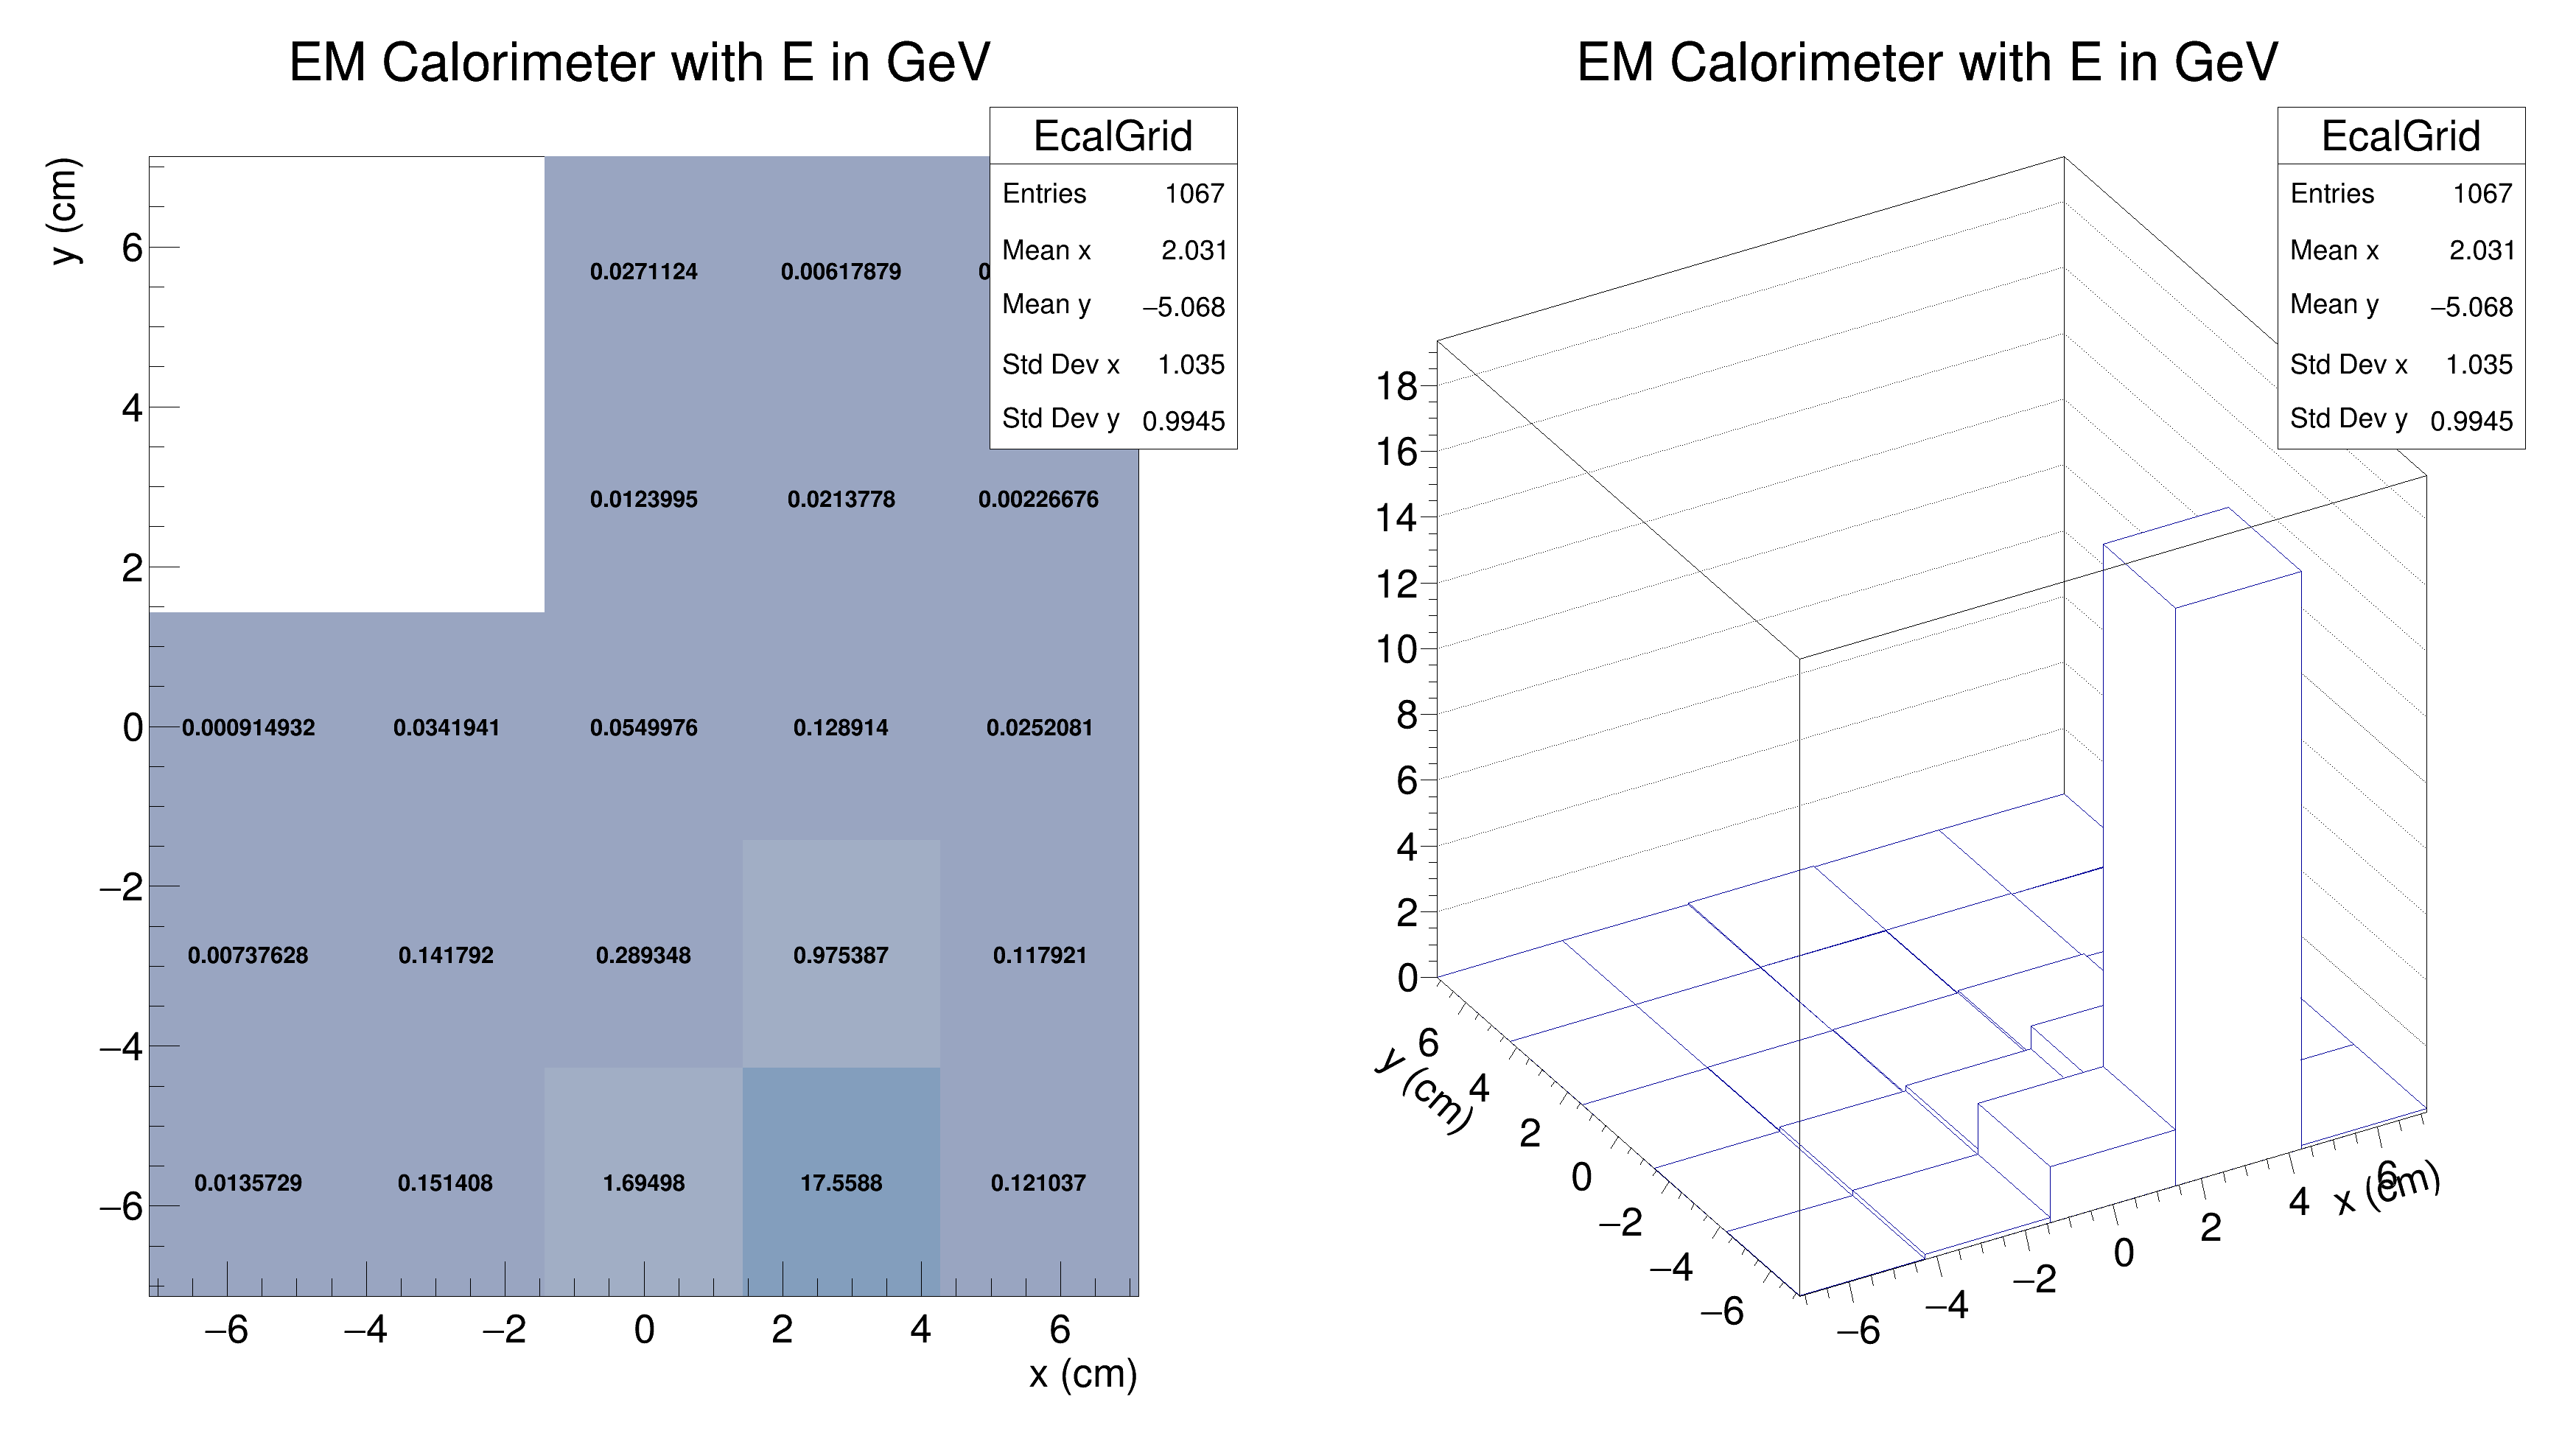 EM Calorimeter with E in GeV
EcalGrid
Entries 1067
Mean x 2.031
Mean y −5.068
Std Dev x 1.035
Std Dev y 0.9945
y (cm)
6
4
2
0
−2
−4
−6
0.0271124 0.00617879
0.0123995 0.0213778 0.00226676
0.000914932 0.0341941 0.0549976 0.128914 0.0252081
0.00737628 0.141792 0.289348 0.975387 0.117921
0.0135729 0.151408 1.69498 17.5588 0.121037
−6 −4 −2 0 2 4 6
x (cm)
EM Calorimeter with E in GeV
EcalGrid
Entries 1067
Mean x 2.031
Mean y −5.068
Std Dev x 1.035
Std Dev y 0.9945
18
16
14
12
10
8
6
4
2
0
6
4
2
0
−2
−4
−6
y (cm)
−6 −4 −2 0 2 4 6
x (cm)